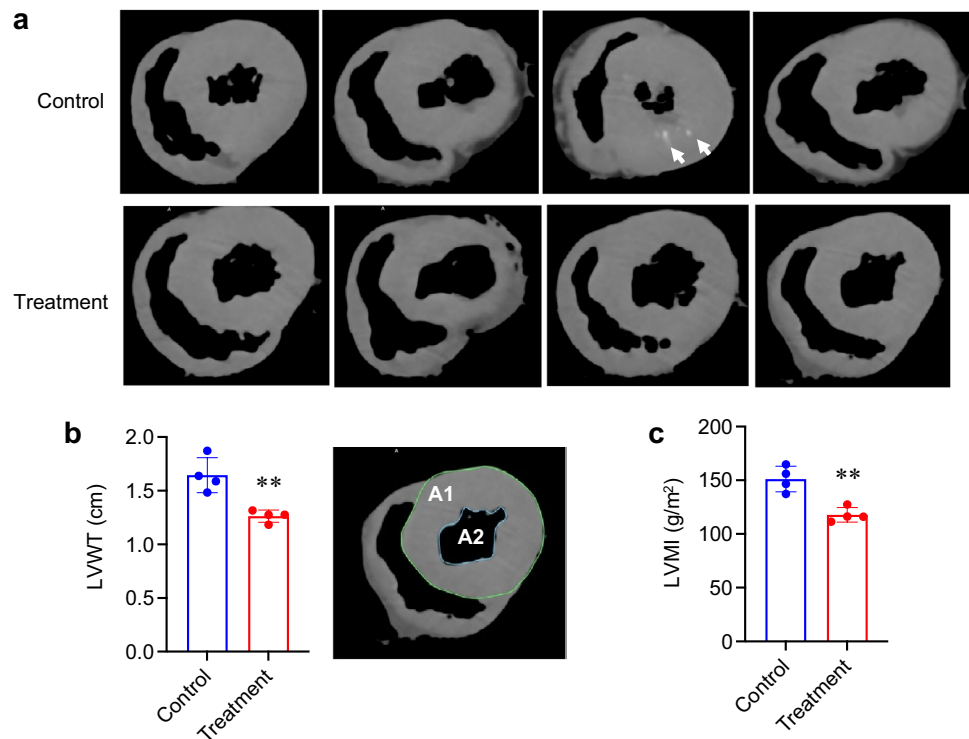 a
Control
Treatment
b
2.0
1.5
1.0
0.5
0.0
LVWT (cm)
**
Control
Treatment
A1
A2
c
200
150
100
50
0
LVMI (g/m²)
**
Control
Treatment